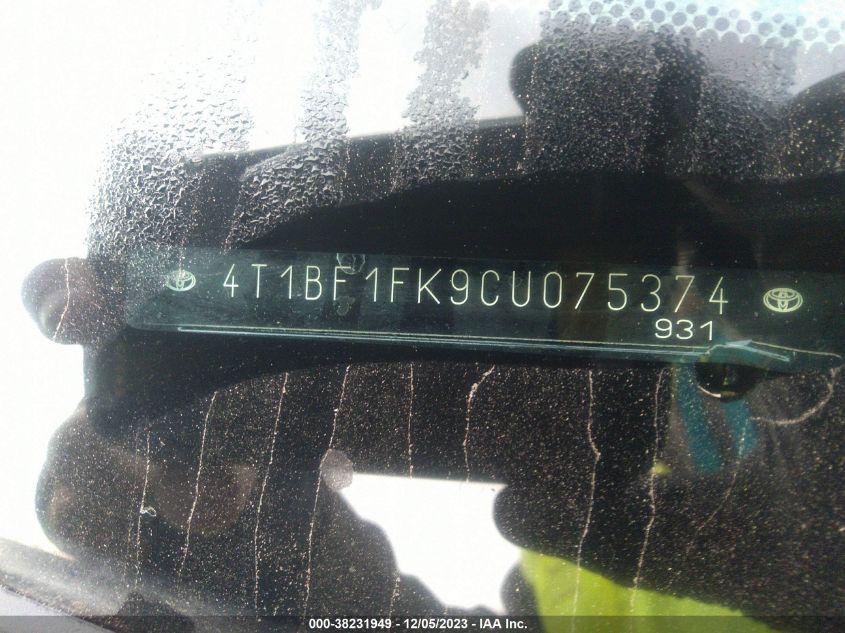 4T1BF1FK9CU075374
931
000-38231949 - 12/05/2023 - IAA Inc.